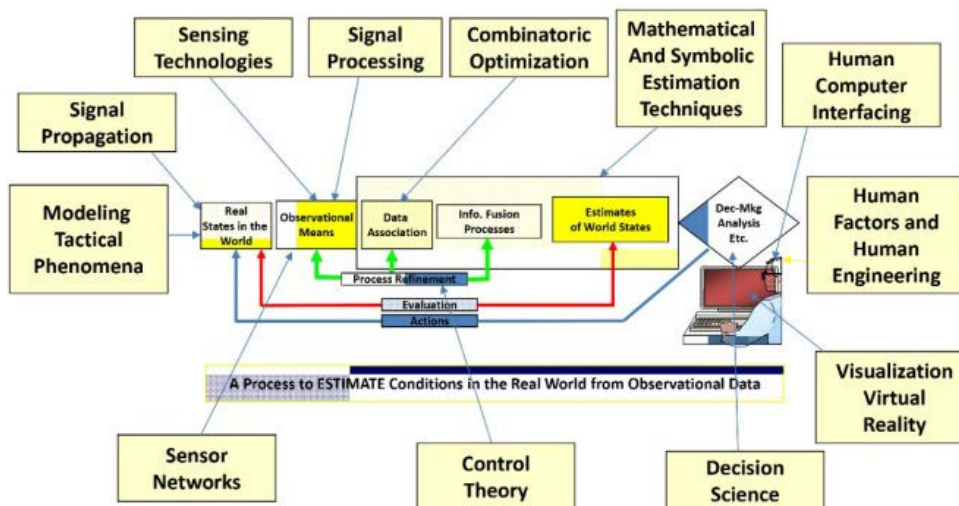 Sensing
Technologies
Signal
Processing
Combinatoric
Optimization
Mathematical
And Symbolic
Estimation
Techniques
Human
Computer
Interfacing
Signal
Propagation
Modeling
Tactical
Phenomena
Real
States in the
World
Observational
Means
Data
Association
Info. Fusion
Processes
Estimates
of World States
Dec-Mkg
Analysis
Etc.
Human
Factors and
Human
Engineering
Process Refinement
Evaluation
Actions
A Process to ESTIMATE Conditions in the Real World from Observational Data
Visualization
Virtual
Reality
Sensor
Networks
Control
Theory
Decision
Science